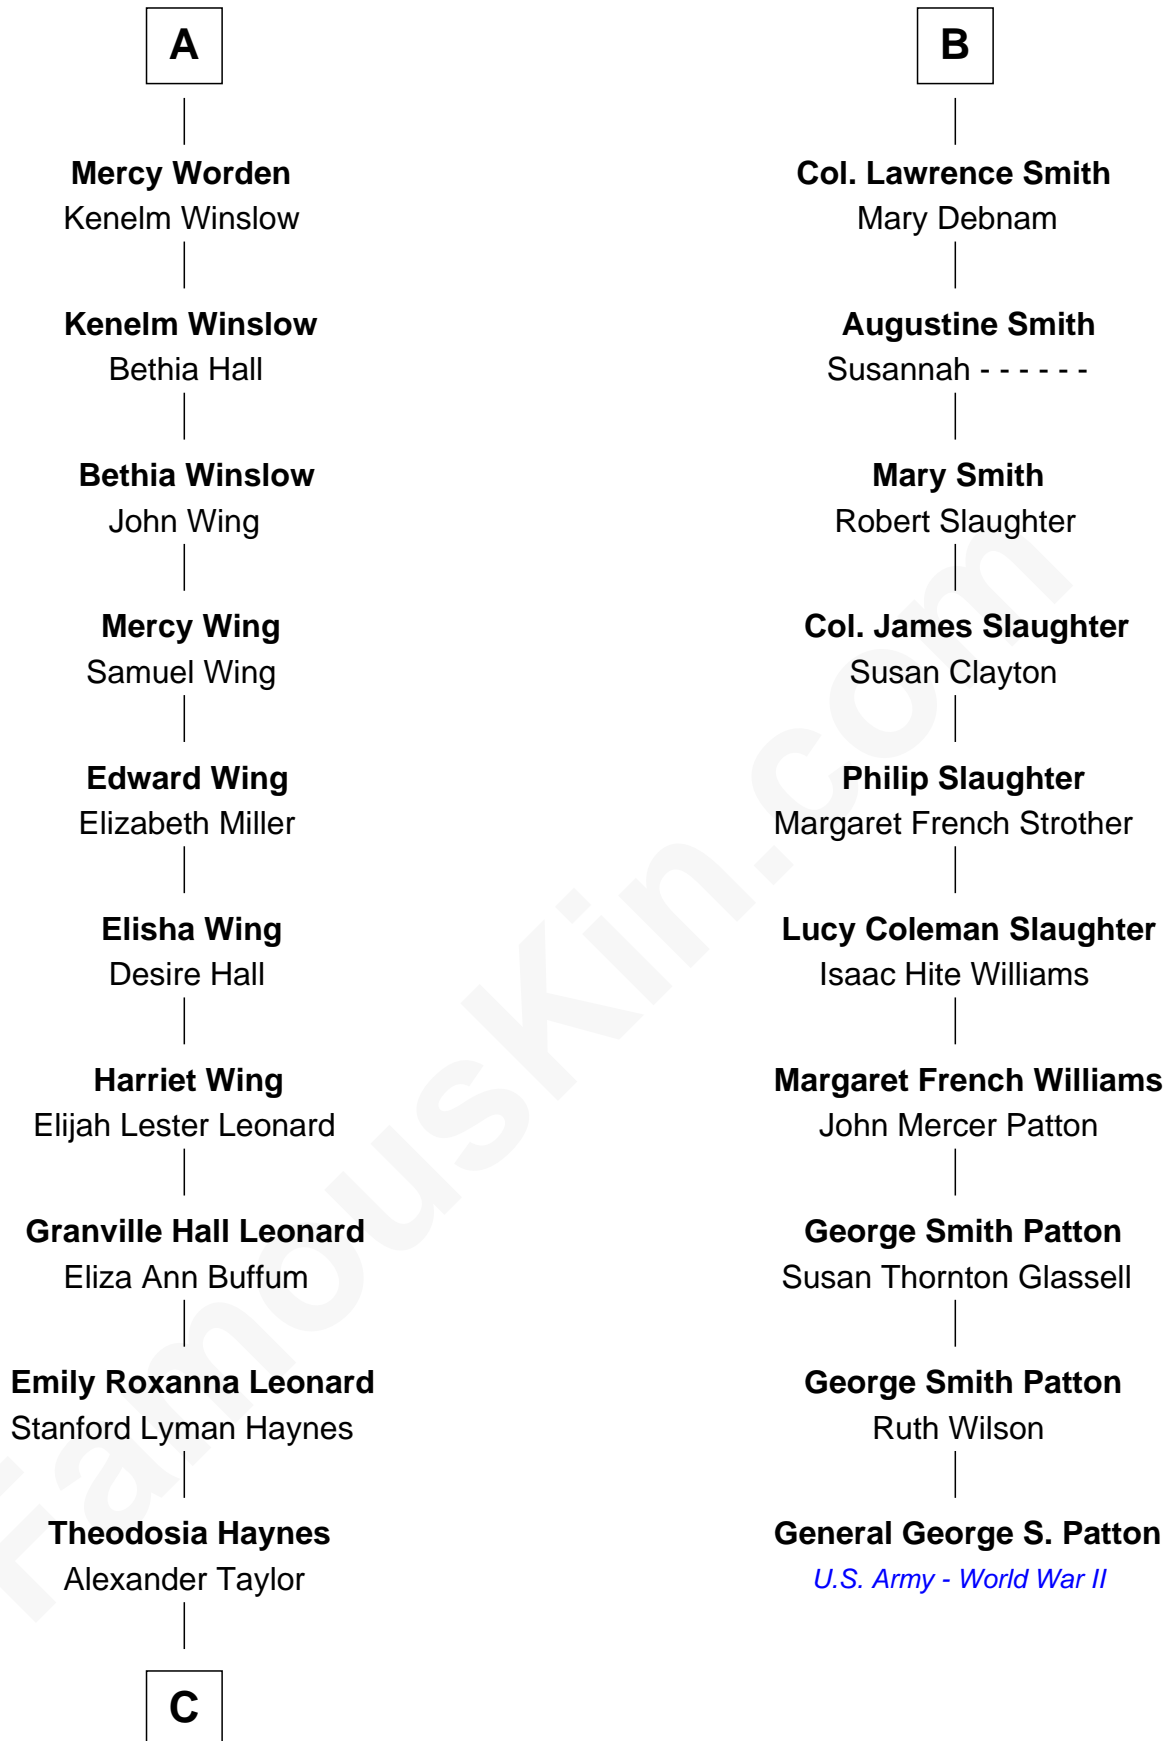 A
Mercy Worden
Kenelm Winslow
Kenelm Winslow
Bethia Hall
Bethia Winslow
John Wing
Mercy Wing
Samuel Wing
Edward Wing
Elizabeth Miller
Elisha Wing
Desire Hall
Harriet Wing
Elijah Lester Leonard
Granville Hall Leonard
Eliza Ann Buffum
Emily Roxanna Leonard
Stanford Lyman Haynes
Theodosia Haynes
Alexander Taylor
C
B
Col. Lawrence Smith
Mary Debnam
Augustine Smith
Susannah - - - - - -
Mary Smith
Robert Slaughter
Col. James Slaughter
Susan Clayton
Philip Slaughter
Margaret French Strother
Lucy Coleman Slaughter
Isaac Hite Williams
Margaret French Williams
John Mercer Patton
George Smith Patton
Susan Thornton Glassell
George Smith Patton
Ruth Wilson
General George S. Patton
U.S. Army - World War II
FamousKin.com